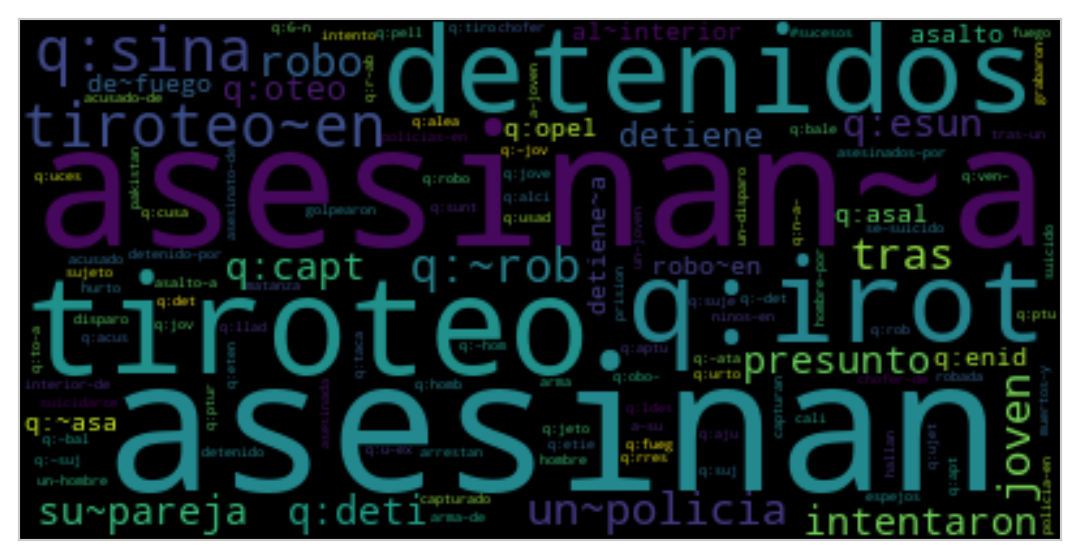 q:6-n intento q:pell q:tiro chofer al~interior #sucesos asalto fuego
q:sina robo detenidos
de~fuego q:oteo q:r-ab a-joven grabaron
acusado-de
tiroteo~en policias-en q:alea q:opel detiene q:bale q:esun tras-un
asesinan~a
q:uces pakistan asesinato-de q:robo q:-jov q:jove asesinados-por q:ven-
q:cusa golpearon q:sunt q:alci q:usad detiene~a un-joven un-disparo q:n-a- q:asal
se-suicido
acusado detenido-por q:capt q:~rob robo~en tras suicido
sujeto asalto-a matanza prision hombre-por
hurto q:det tiroteo q:irot q:suje q:-det
disparo q:jov q:llad ninos-en q:rob q:ptu
q:to-a q:acus q:eten q:taca q:-hom q:aptu q:-ata presunto q:enid
interior-de q:ptur q:homb arma q:obo- q:urto chofer-de robada
suicidarse asesinada asesinan q:ldes capturan cali joven muertos-y
q:~asa a-su
q:-bal q:u-ex q:jeto q:etie q:fueg q:aju hallan q:ujet
q:-suj detenido arrestan hombre q:rres q:suj q:apt
un-hombre capturado espejos
su~pareja q:deti arma-de un~policia intentaron policia-en